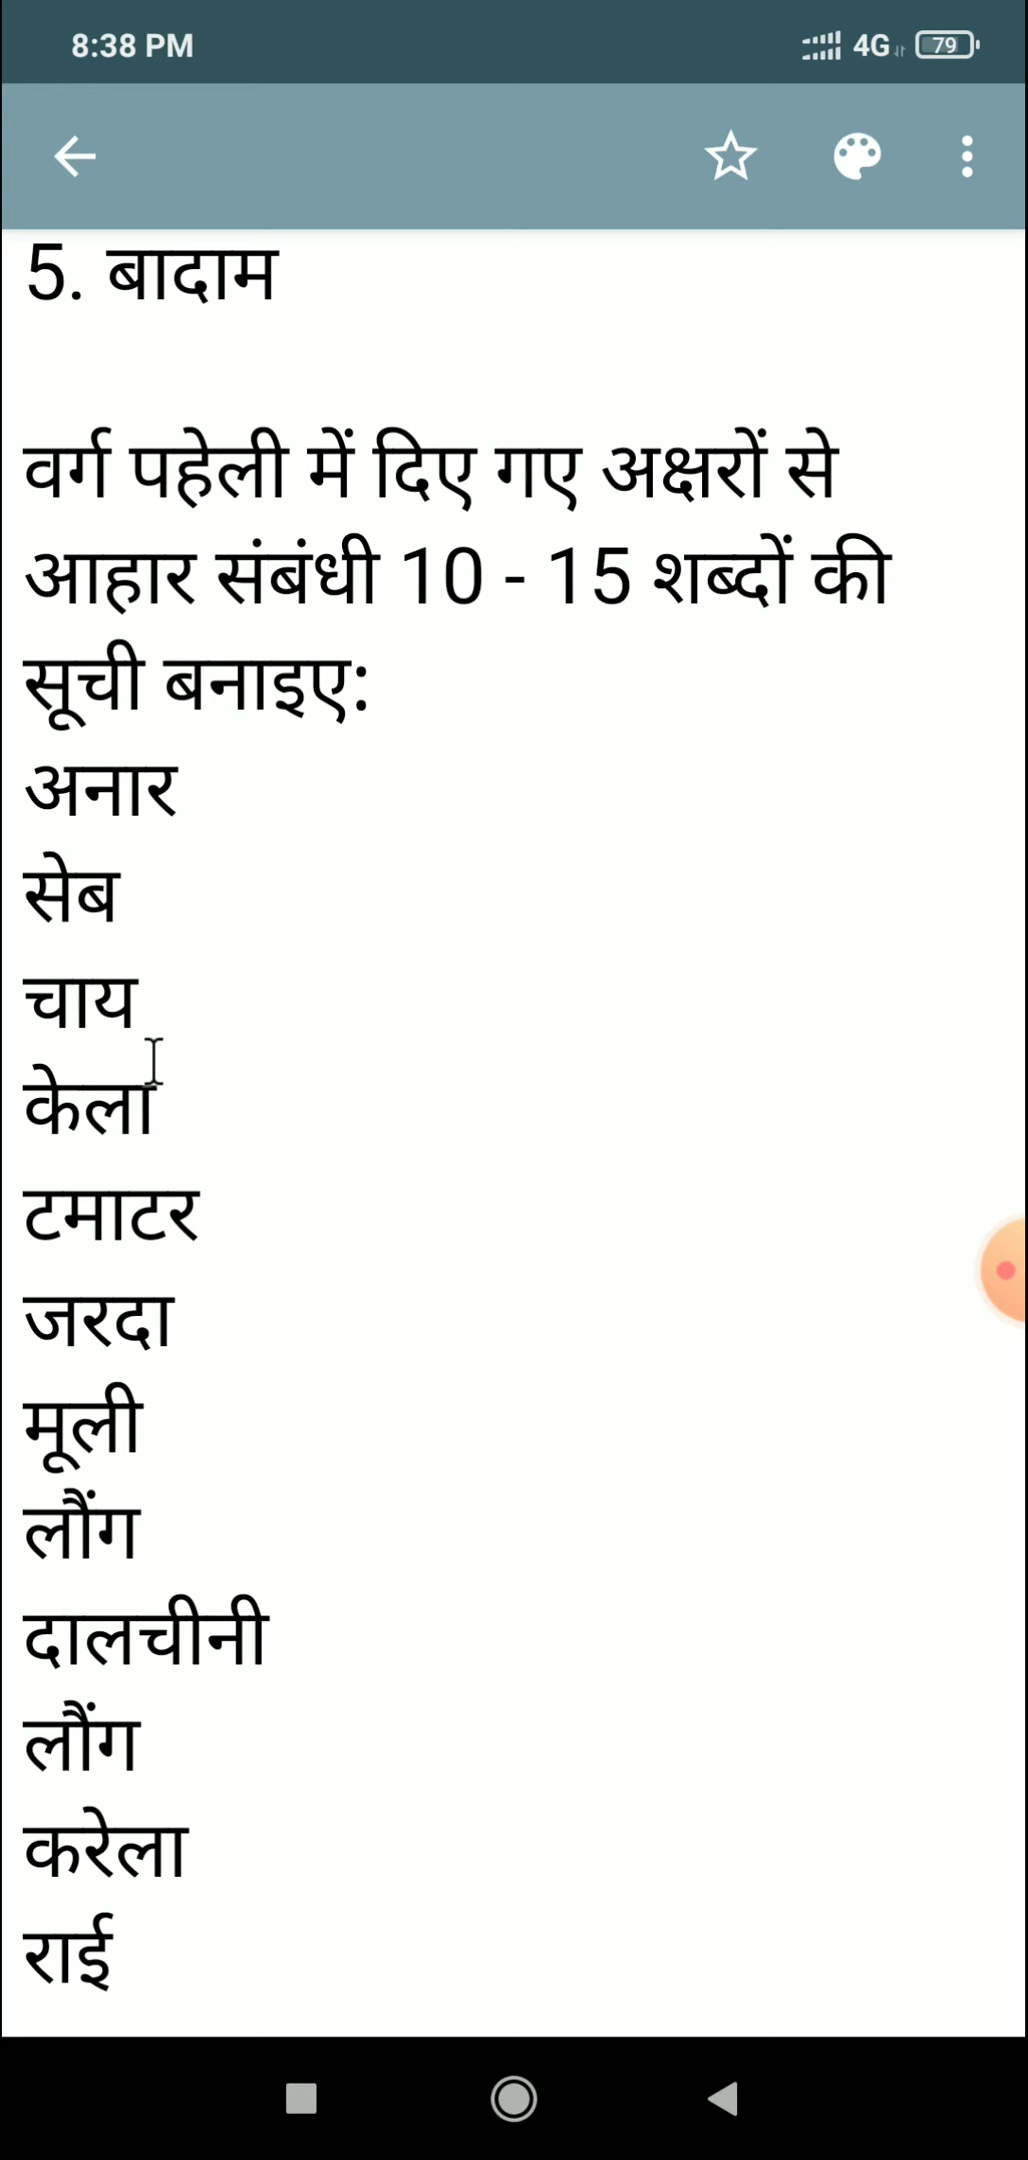 8:38 PM 4G 79
5. बादाम
वर्ग पहेली में दिए गए अक्षरों से
आहार संबंधी 10 - 15 शब्दों की
सूची बनाइए:
अनार
सेब
चाय
केला
टमाटर
जरदा
मूली
लौंग
दालचीनी
लौंग
करेला
राई